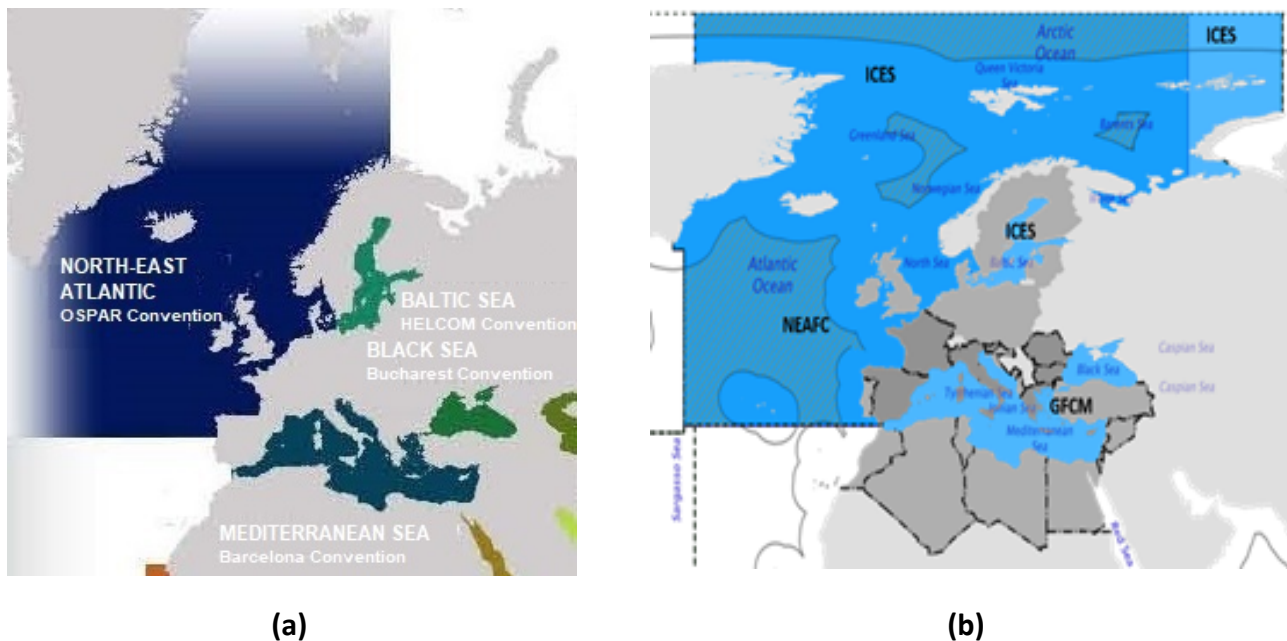 NORTH-EAST
ATLANTIC
OSPAR Convention
BALTIC SEA
HELCOM Convention
BLACK SEA
Bucharest Convention
MEDITERRANEAN SEA
Barcelona Convention
(a)
Arctic
Ocean
ICES
ICES
Queen Victoria
Sea
Greenland Sea
Barents Sea
Norwegian Sea
ICES
North Sea
Baltic Sea
Atlantic
Ocean
NEAFC
Caspian Sea
Black Sea
Caspian Sea
Tyrrhenian Sea
Ionian Sea
GFCM
Mediterranean
Sea
Sargasso Sea
Red Sea
(b)